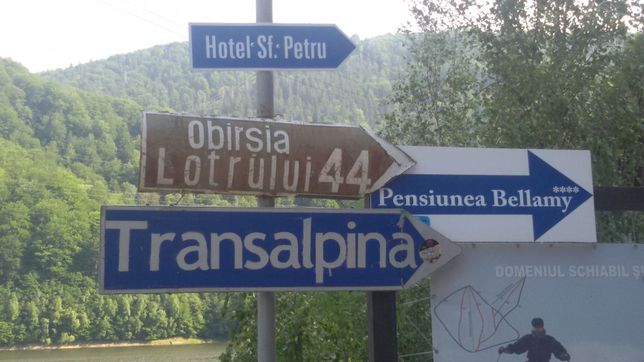 Hotel Sf. Petru
Obirsia
Lotrului 44
Pensiunea Bellamy****
Transalpina
DOMENIUL SCHIABIL